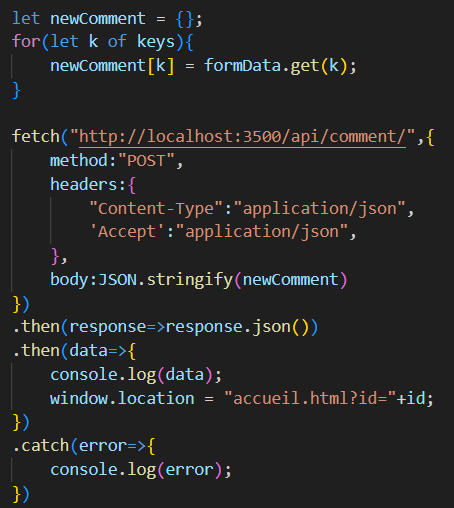 let newComment = {};
for(let k of keys){
    newComment[k] = formData.get(k);
}
fetch("http://localhost:3500/api/comment/",{
    method:"POST",
    headers:{
        "Content-Type":"application/json",
        'Accept':"application/json",
    },
    body:JSON.stringify(newComment)
})
.then(response=>response.json())
.then(data=>{
    console.log(data);
    window.location = "accueil.html?id="+id;
})
.catch(error=>{
    console.log(error);
})